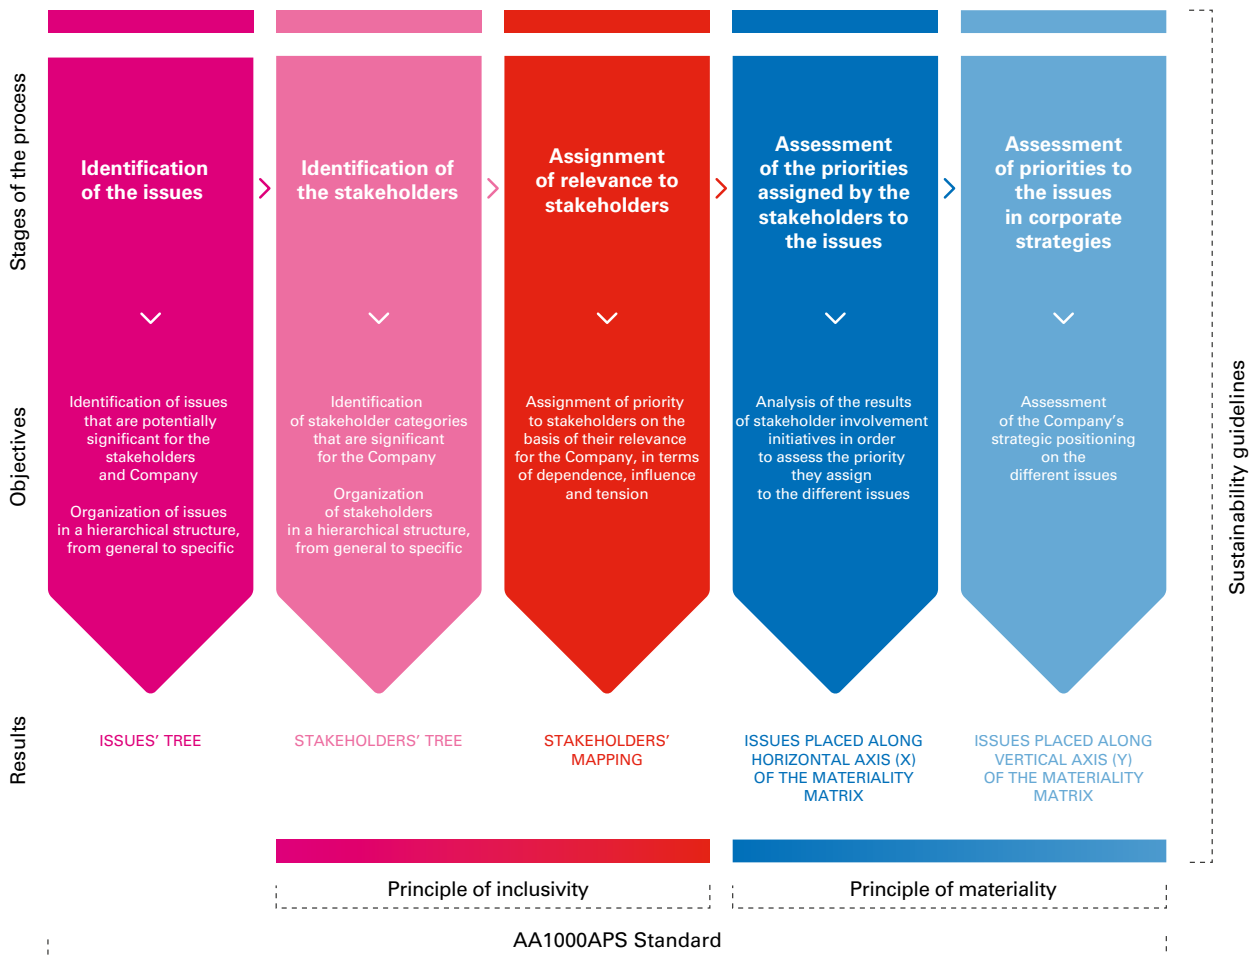 Stages of the process
Identification
of the issues
Identification of
the stakeholders
Assignment
of relevance to
stakeholders
Assessment
of the priorities
assigned by the
stakeholders to
the issues
Assessment
of priorities to
the issues
in corporate
strategies
Objectives
Identification of issues
that are potentially
significant for the
stakeholders
and Company
Organization of issues
in a hierarchical structure,
from general to specific
Identification
of stakeholder categories
that are significant
for the Company
Organization
of stakeholders
in a hierarchical structure,
from general to specific
Assignment of priority
to stakeholders on the
basis of their relevance
for the Company, in terms
of dependence, influence
and tension
Analysis of the results
of stakeholder involvement
initiatives in order
to assess the priority
they assign
to the different issues
Assessment
of the Company's
strategic positioning
on the
different issues
Results
ISSUES' TREE
STAKEHOLDERS' TREE
STAKEHOLDERS'
MAPPING
ISSUES PLACED ALONG
HORIZONTAL AXIS (X)
OF THE MATERIALITY
MATRIX
ISSUES PLACED ALONG
VERTICAL AXIS (Y)
OF THE MATERIALITY
MATRIX
Sustainability guidelines
Principle of inclusivity
Principle of materiality
AA1000APS Standard